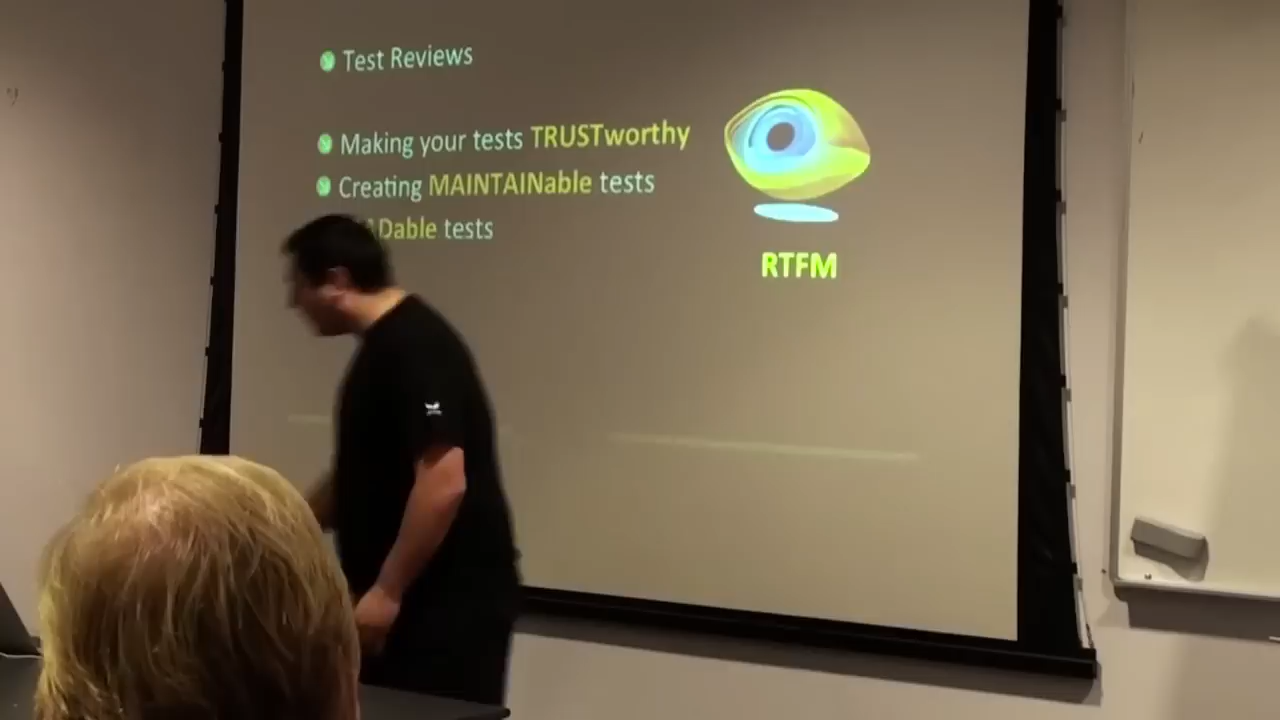 Test Reviews
Making your tests TRUSTworthy
Creating MAINTAINable tests
ADable tests
RTFM